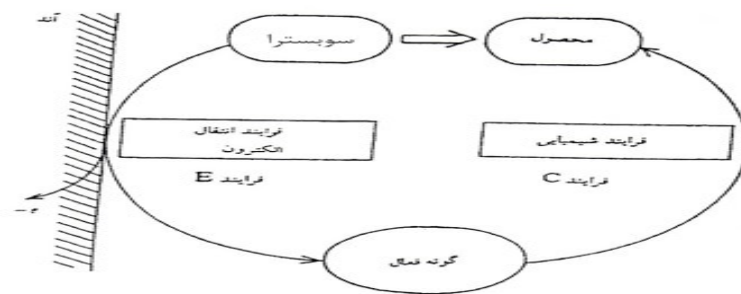 آند
سوبسترا
محصول
فرایند انتقال
الکترون
فرایند شیمیایی
فرایند E
فرایند C
e-
گونه فعال